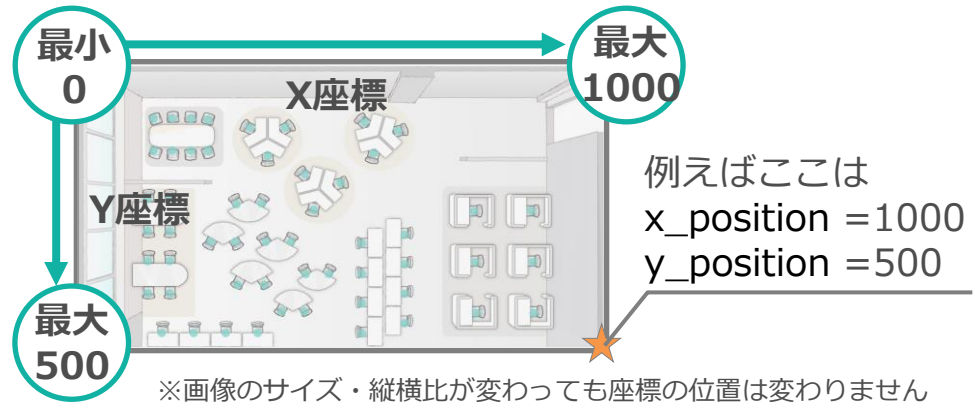 最小
0
X座標
最大
1000
Y座標
最大
500
例えばここは
x_position =1000
y_position =500
※画像のサイズ・縦横比が変わっても座標の位置は変わりません